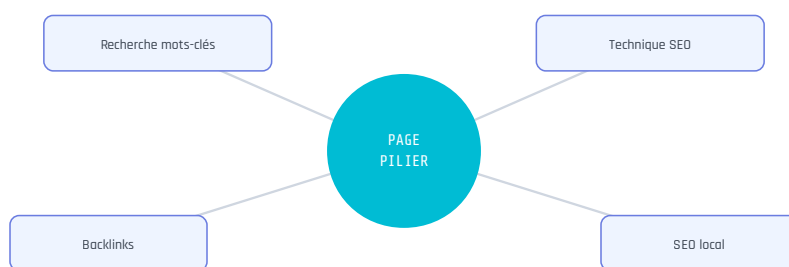 Recherche mots-clés
Technique SEO
PAGE
PILIER
Backlinks
SEO local